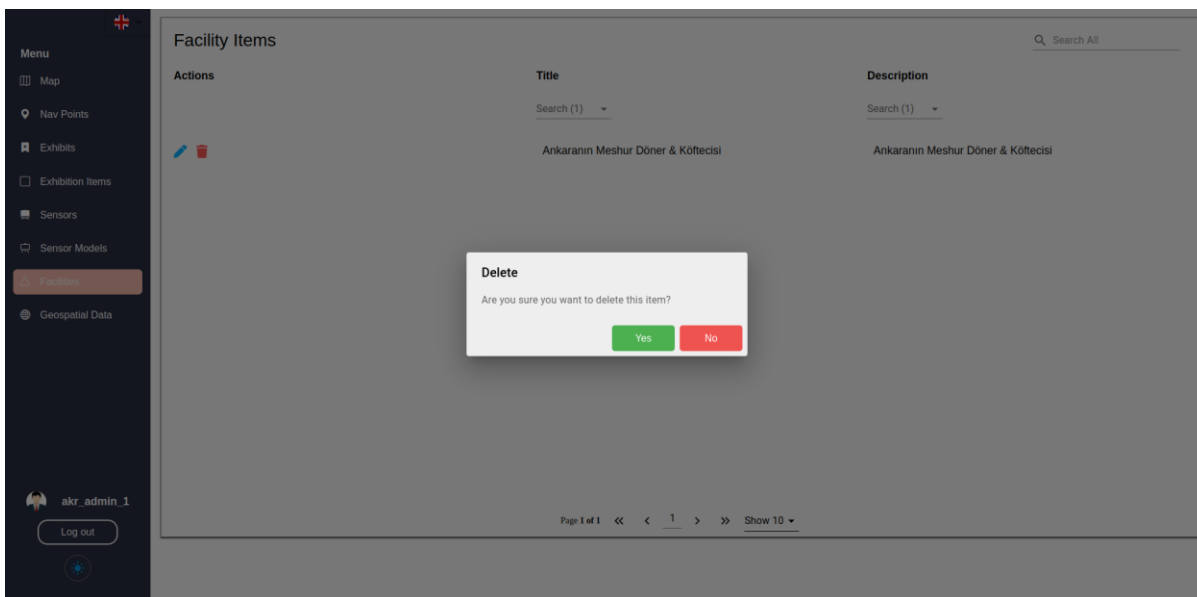 Menu
Map
Nav Points
Exhibits
Exhibition Items
Sensors
Sensor Models
Facilities
Geospatial Data
akr_admin_1
Log out
Facility Items
Search All
Actions
Title
Description
Search (1)
Search (1)
Ankaranın Meshur Döner & Köftecisi
Ankaranın Meshur Döner & Köftecisi
Delete
Are you sure you want to delete this item?
Yes
No
Page 1 of 1
1
Show 10